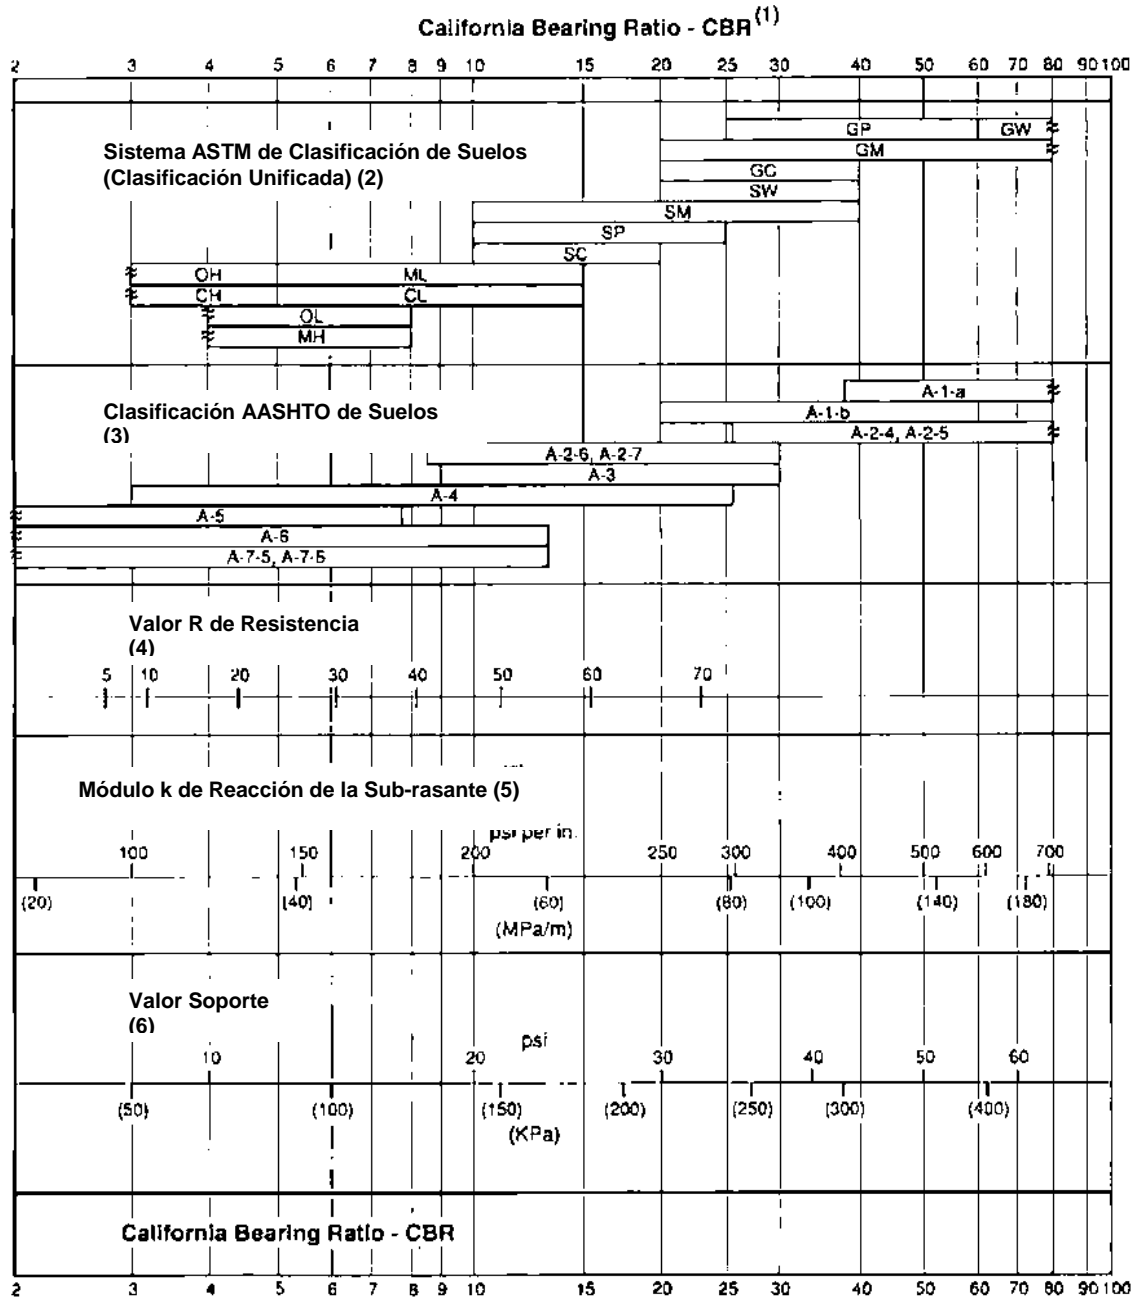 California Bearing Ratio - CBR (1)
2 3 4 5 6 7 8 9 10 15 20 25 30 40 50 60 70 80 90 100
GP GW
Sistema ASTM de Clasificación de Suelos
GM
(Clasificación Unificada) (2)
GC
SW
SM
SP
SC
OH ML
CH CL
OL
MH
A-1-a
Clasificación AASHTO de Suelos
A-1-b
(3)
A-2-4, A-2-5
A-2-6, A-2-7
A-3
A-4
A-5
A-6
A-7-5, A-7-6
Valor R de Resistencia
(4)
5 10 20 30 40 50 60 70
Módulo k de Reacción de la Sub-rasante (5)
psi per in.
100 150 200 250 300 400 500 600 700
(20) (40) (60) (80) (100) (140) (180)
(MPa/m)
Valor Soporte
(6)
psi
10 20 30 40 50 60
(50) (100) (150) (200) (250) (300) (400)
(KPa)
California Bearing Ratio - CBR
2 3 4 5 6 7 8 9 10 15 20 25 30 40 50 60 70 80 90 100